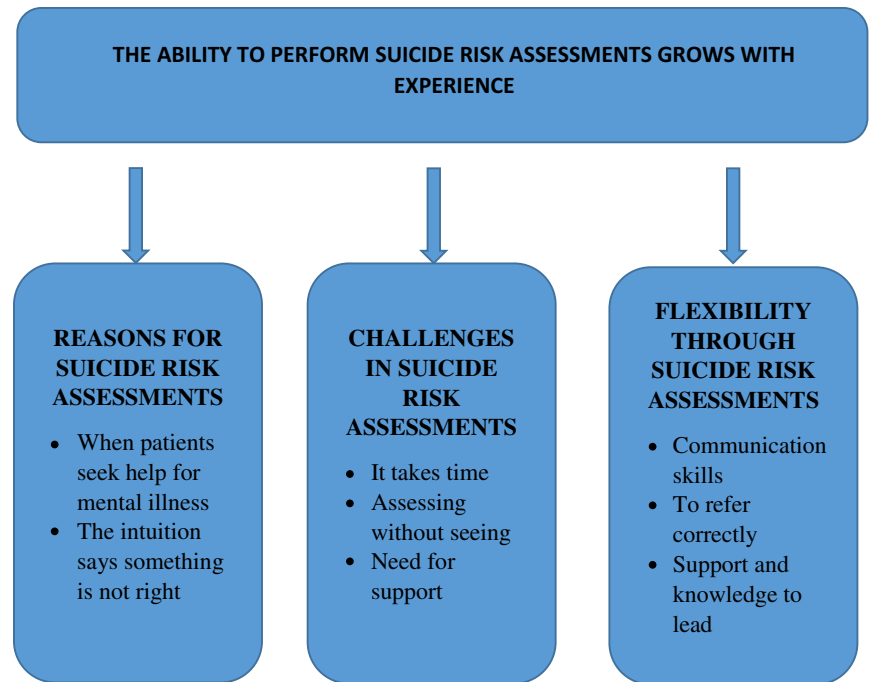 THE ABILITY TO PERFORM SUICIDE RISK ASSESSMENTS GROWS WITH
EXPERIENCE
REASONS FOR
SUICIDE RISK
ASSESSMENTS
• When patients
seek help for
mental illness
• The intuition
says something
is not right
CHALLENGES
IN SUICIDE
RISK
ASSESSMENTS
• It takes time
• Assessing
without seeing
• Need for
support
FLEXIBILITY
THROUGH
SUICIDE RISK
ASSESSMENTS
• Communication
skills
• To refer
correctly
• Support and
knowledge to
lead